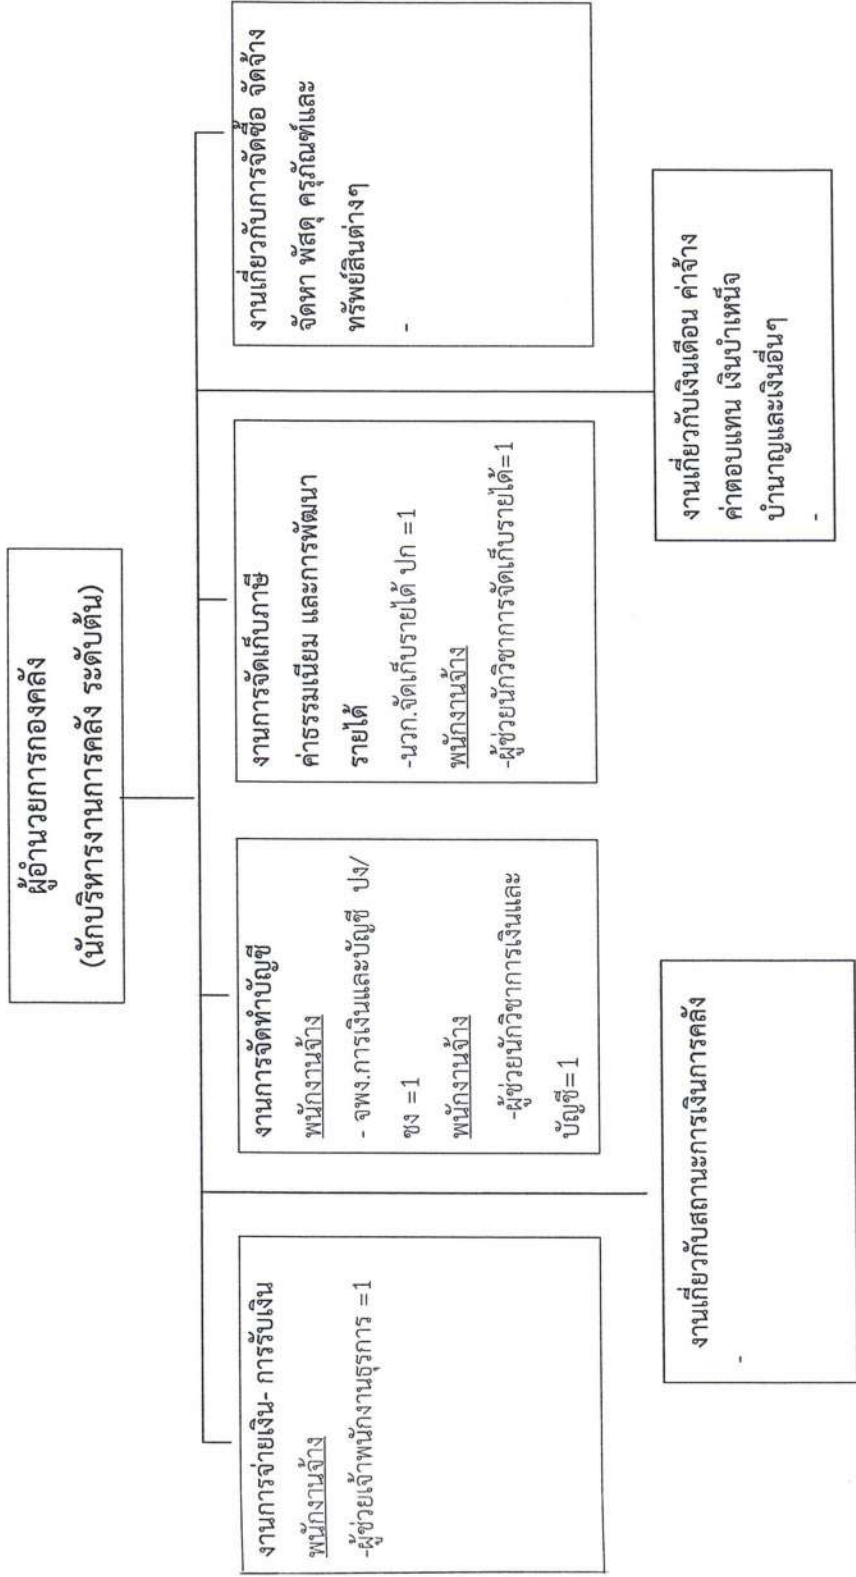 ผู้อำนวยการกองคลัง
(นักบริหารงานการคลัง ระดับต้น)
งานการจ่ายเงิน- การรับเงิน
พนักงานจ้าง
-ผู้ช่วยเจ้าพนักงานธุรการ =1
งานการจัดทำบัญชี
พนักงานจ้าง
- จพง.การเงินและบัญชี ปง/
ชง =1
พนักงานจ้าง
-ผู้ช่วยนักวิชาการเงินและ
บัญชี=1
งานการจัดเก็บภาษี
ค่าธรรมเนียม และการพัฒนา
รายได้
-นวก.จัดเก็บรายได้ ปก =1
พนักงานจ้าง
-ผู้ช่วยนักวิชาการจัดเก็บรายได้=1
งานเกี่ยวกับการจัดซื้อ จัดจ้าง
จัดหา พัสดุ ครุภัณฑ์และ
ทรัพย์สินต่างๆ
-
งานเกี่ยวกับสถานะการเงินการคลัง
-
งานเกี่ยวกับเงินเดือน ค่าจ้าง
ค่าตอบแทน เงินบำเหน็จ
บำนาญและเงินอื่นๆ
-